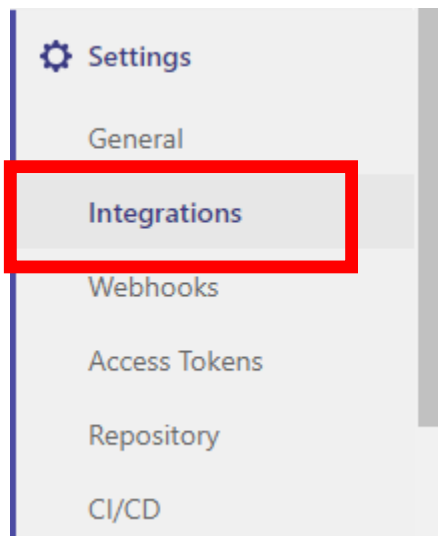 Settings
General
Integrations
Webhooks
Access Tokens
Repository
CI/CD